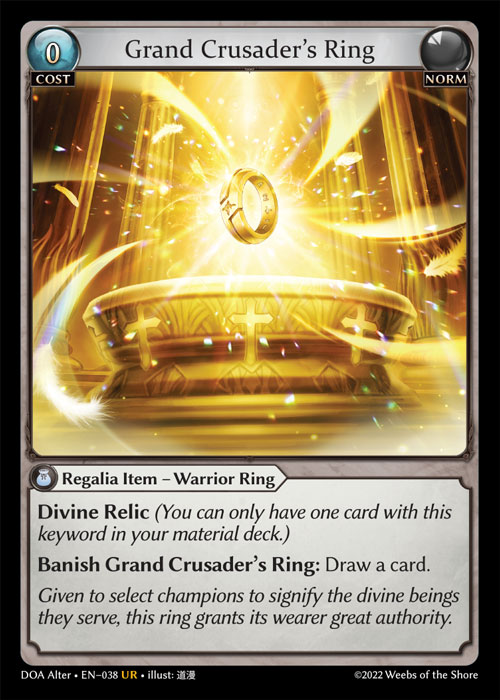 0
COST
Grand Crusader's Ring
NORM
Regalia Item – Warrior Ring
Divine Relic (You can only have one card with this
keyword in your material deck.)
Banish Grand Crusader's Ring: Draw a card.
Given to select champions to signify the divine beings
they serve, this ring grants its wearer great authority.
DOA Alter • EN-038 UR • illust: 道漫
©2022 Weebs of the Shore